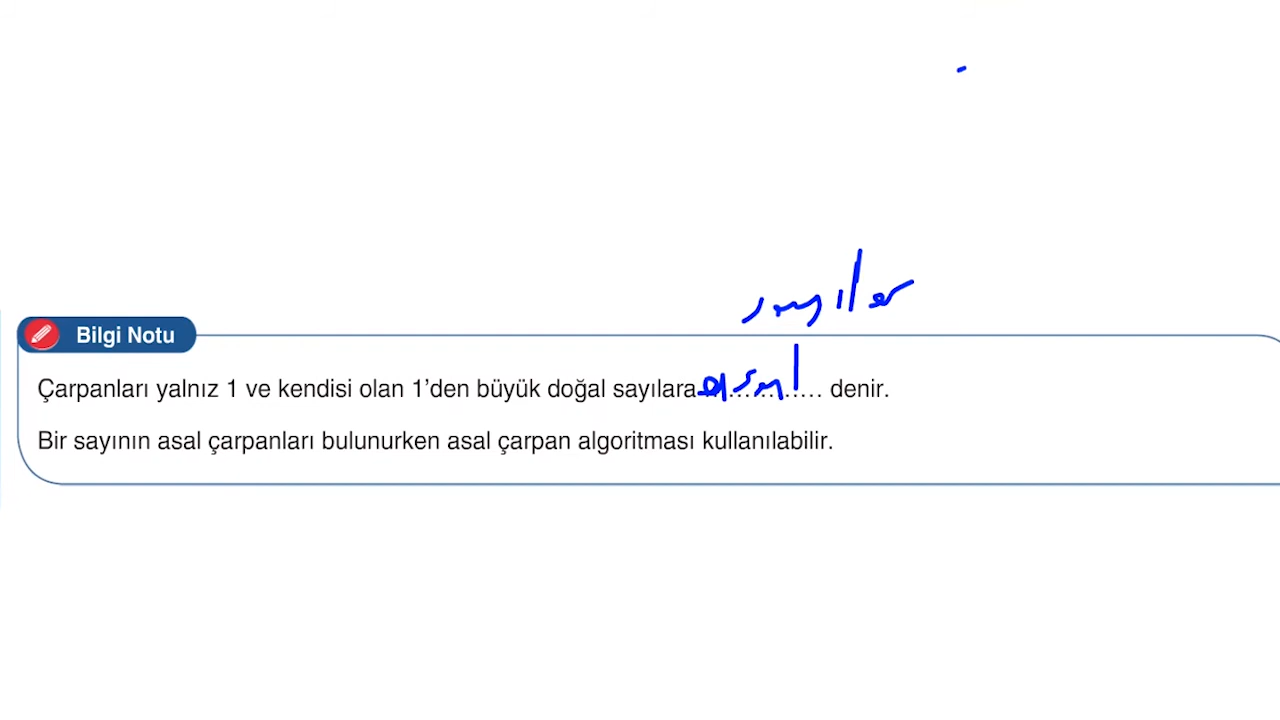 sayılar
Bilgi Notu
Çarpanları yalnız 1 ve kendisi olan 1’den büyük doğal sayılara asal ............ denir.
Bir sayının asal çarpanları bulunurken asal çarpan algoritması kullanılabilir.